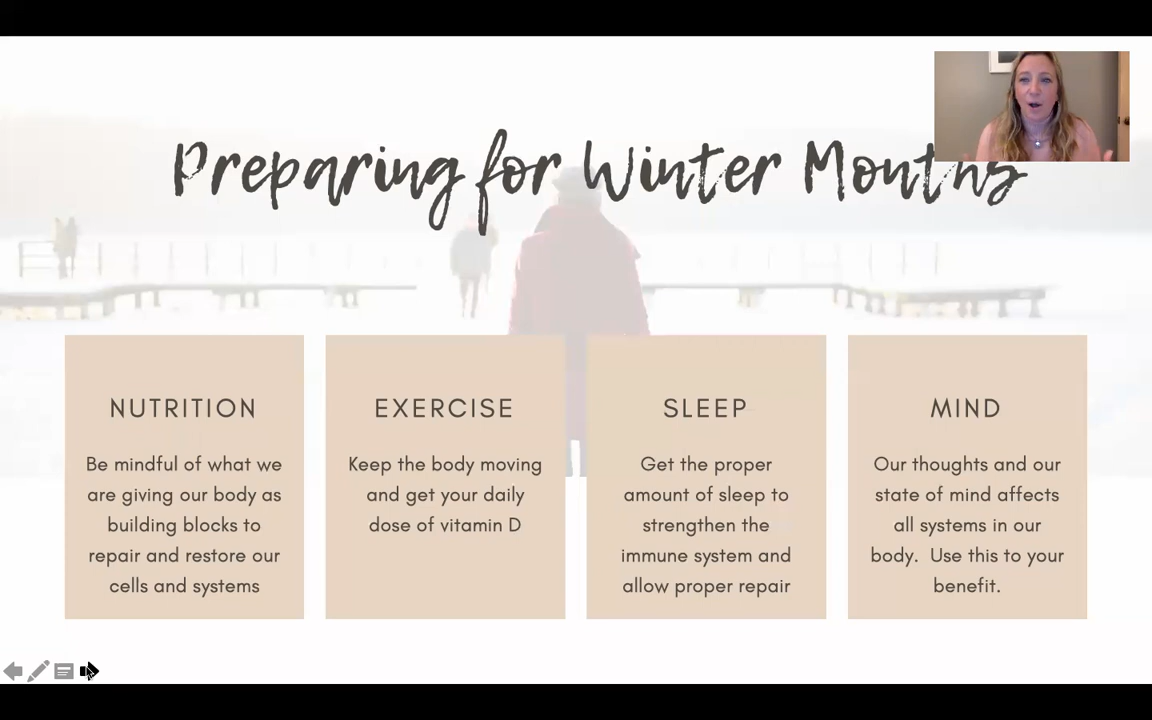 Preparing for Winter Months
NUTRITION
Be mindful of what we
are giving our body as
building blocks to
repair and restore our
cells and systems
EXERCISE
Keep the body moving
and get your daily
dose of vitamin D
SLEEP
Get the proper
amount of sleep to
strengthen the
immune system and
allow proper repair
MIND
Our thoughts and our
state of mind affects
all systems in our
body.  Use this to your
benefit.